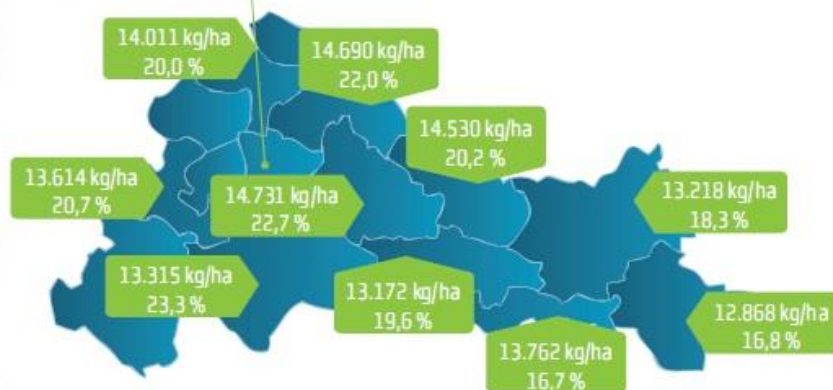 14.011 kg/ha
20,0 %
14.690 kg/ha
22,0 %
14.530 kg/ha
20,2 %
13.614 kg/ha
20,7 %
14.731 kg/ha
22,7 %
13.218 kg/ha
18,3 %
13.315 kg/ha
23,3 %
13.172 kg/ha
19,6 %
12.868 kg/ha
16,8 %
13.762 kg/ha
16,7 %